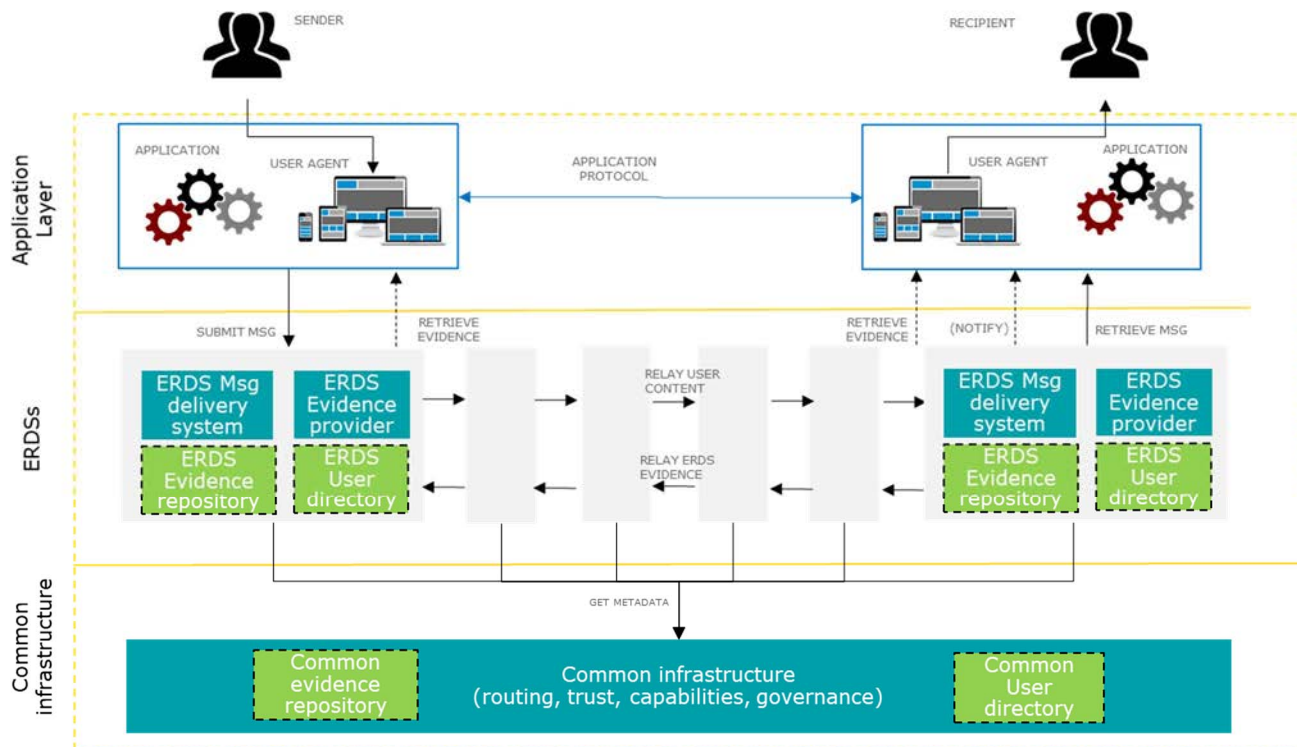 SENDER
RECIPIENT
Application
Layer
APPLICATION
USER AGENT
APPLICATION
PROTOCOL
USER AGENT
APPLICATION
SUBMIT MSG
RETRIEVE
EVIDENCE
RETRIEVE
EVIDENCE
(NOTIFY)
RETRIEVE MSG
ERDSs
ERDS Msg
delivery
system
ERDS
Evidence
provider
ERDS
Evidence
repository
ERDS
User
directory
RELAY USER
CONTENT
RELAY ERDS
EVIDENCE
ERDS Msg
delivery
system
ERDS
Evidence
provider
ERDS
Evidence
repository
ERDS
User
directory
Common
infrastructure
GET METADATA
Common
evidence
repository
Common infrastructure
(routing, trust, capabilities, governance)
Common
User
directory